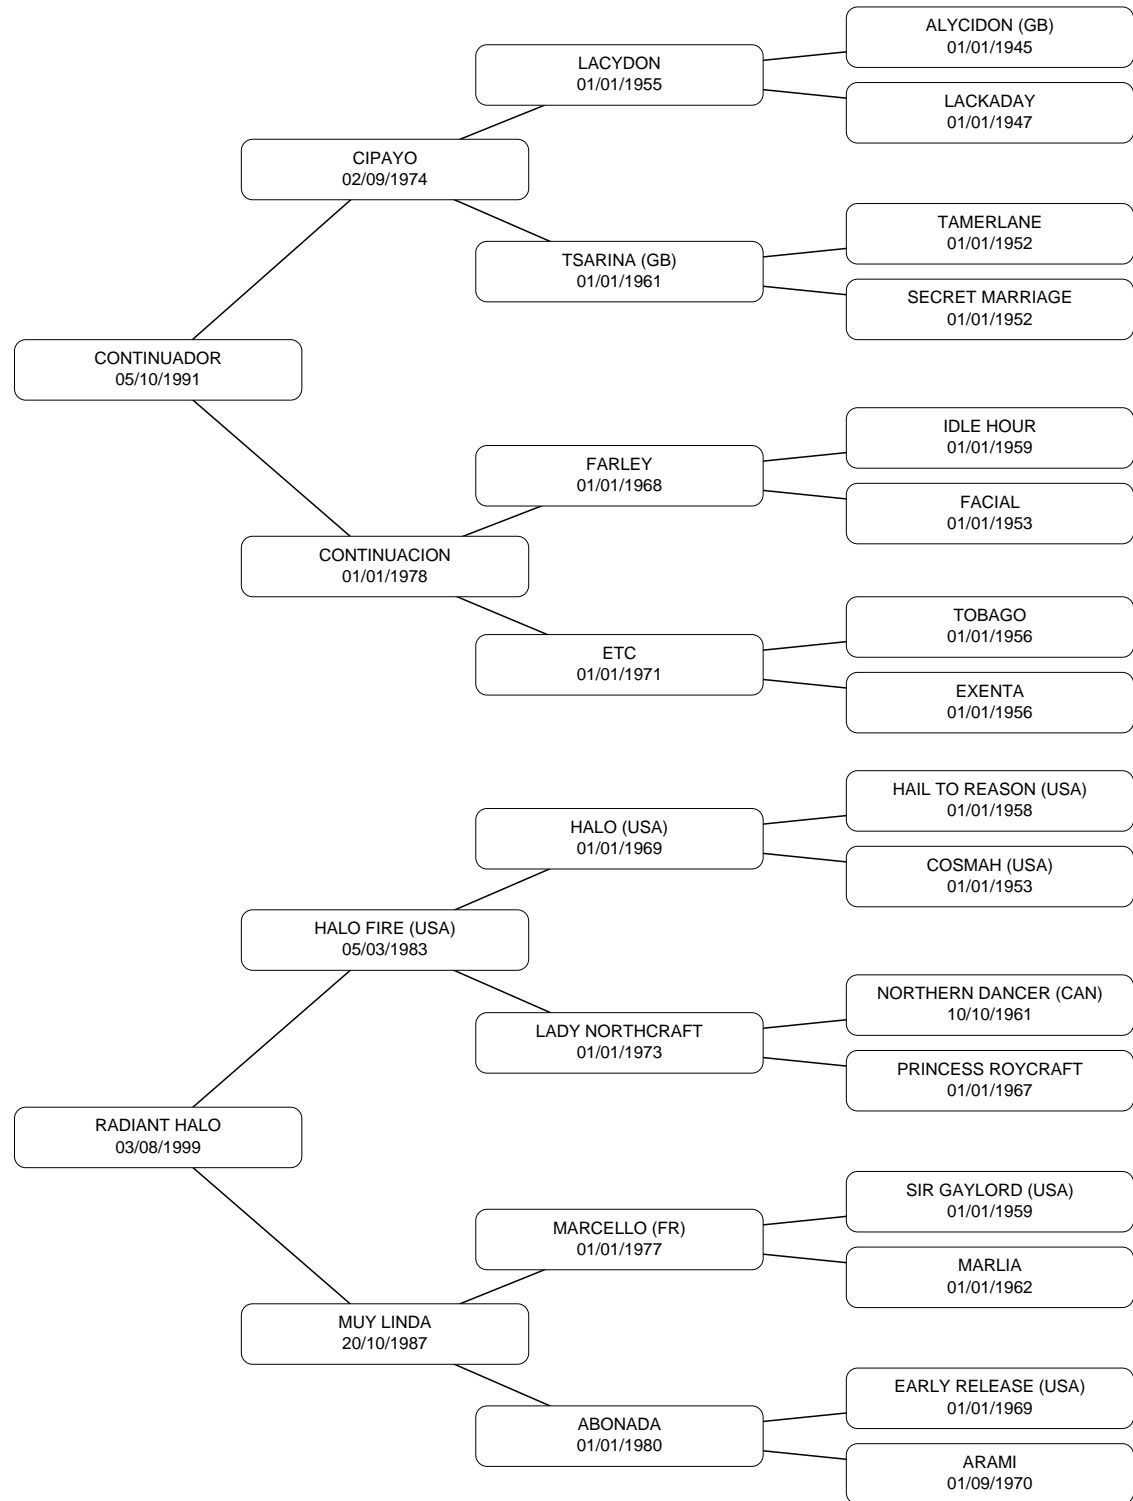 ALYCIDON (GB)
01/01/1945
LACYDON
01/01/1955
LACKADAY
01/01/1947
CIPAYO
02/09/1974
TAMERLANE
01/01/1952
TSARINA (GB)
01/01/1961
SECRET MARRIAGE
01/01/1952
CONTINUADOR
05/10/1991
IDLE HOUR
01/01/1959
FARLEY
01/01/1968
FACIAL
01/01/1953
CONTINUACION
01/01/1978
TOBAGO
01/01/1956
ETC
01/01/1971
EXENTA
01/01/1956
HAIL TO REASON (USA)
01/01/1958
HALO (USA)
01/01/1969
COSMAH (USA)
01/01/1953
HALO FIRE (USA)
05/03/1983
NORTHERN DANCER (CAN)
10/10/1961
LADY NORTHCRAFT
01/01/1973
PRINCESS ROYCRAFT
01/01/1967
RADIANT HALO
03/08/1999
SIR GAYLORD (USA)
01/01/1959
MARCELLO (FR)
01/01/1977
MARLIA
01/01/1962
MUY LINDA
20/10/1987
EARLY RELEASE (USA)
01/01/1969
ABONADA
01/01/1980
ARAMI
01/09/1970